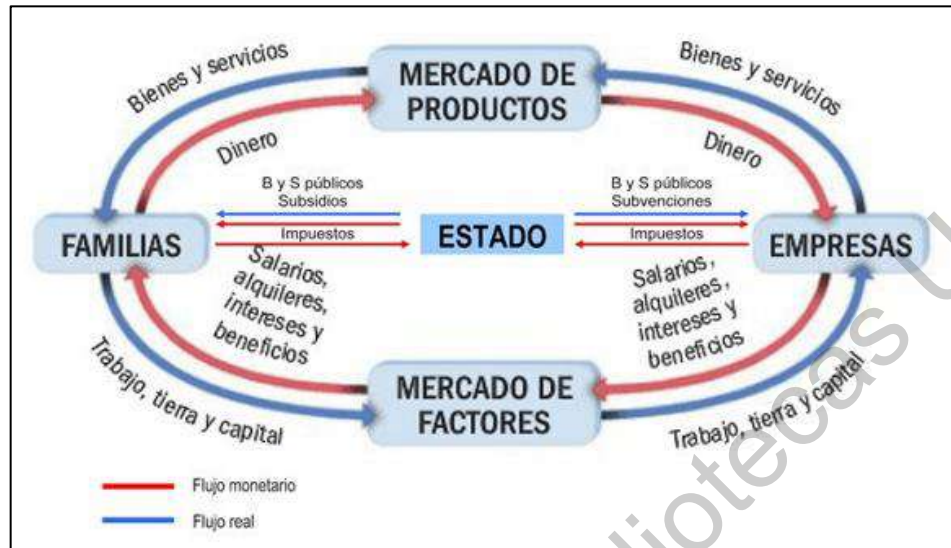 Bienes y servicios
MERCADO DE
PRODUCTOS
Bienes y servicios
Dinero
Dinero
B y S públicos
Subsidios
B y S públicos
Subvenciones
FAMILIAS
Impuestos
ESTADO
Impuestos
EMPRESAS
Salarios,
alquileres,
intereses y
beneficios
Salarios,
alquileres,
intereses y
beneficios
Trabajo, tierra y capital
MERCADO DE
FACTORES
Trabajo, tierra y capital
Flujo monetario
Flujo real